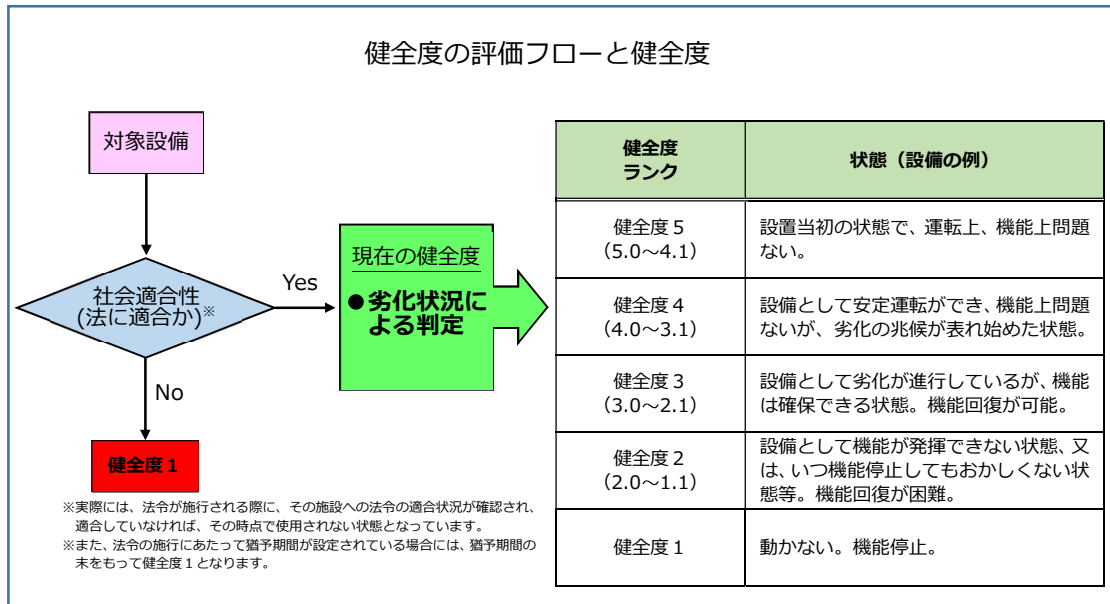 健全度の評価フローと健全度
対象設備
社会適合性
(法に適合か)※
Yes
No
健全度１
現在の健全度
●劣化状況に
よる判定
健全度
ランク
状態（設備の例）
健全度５
（5.0～4.1）
設置当初の状態で、運転上、機能上問題
ない。
健全度４
（4.0～3.1）
設備として安定運転ができ、機能上問題
ないが、劣化の兆候が表れ始めた状態。
健全度３
（3.0～2.1）
設備として劣化が進行しているが、機能
は確保できる状態。機能回復が可能。
健全度２
（2.0～1.1）
設備として機能が発揮できない状態、又
は、いつ機能停止してもおかしくない状
態等。機能回復が困難。
健全度１
動かない。機能停止。
※実際には、法令が施行される際に、その施設への法令の適合状況が確認され、
適合していなければ、その時点で使用されない状態となっています。
※また、法令の施行にあたって猶予期間が設定されている場合には、猶予期間の
末をもって健全度１となります。